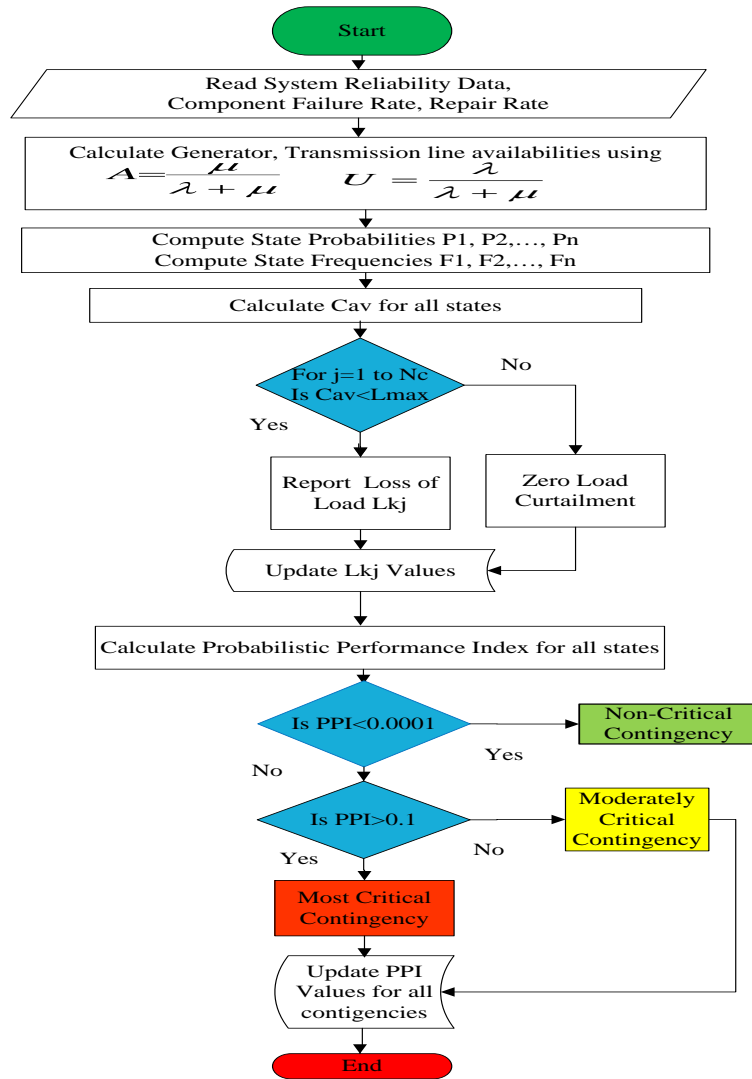 Start
Read System Reliability Data,
Component Failure Rate, Repair Rate
Calculate Generator, Transmission line availabilities using
A=μ/(λ + μ) U = λ/(λ + μ)
Compute State Probabilities P1, P2,…, Pn
Compute State Frequencies F1, F2,…, Fn
Calculate Cav for all states
For j=1 to Nc
Is Cav<Lmax
No
Yes
Report Loss of
Load Lkj
Zero Load
Curtailment
Update Lkj Values
Calculate Probabilistic Performance Index for all states
Is PPI<0.0001
Non-Critical
Contingency
Yes
No
Is PPI>0.1
Moderately
Critical
Contingency
No
Yes
Most Critical
Contingency
Update PPI
Values for all
contigencies
End